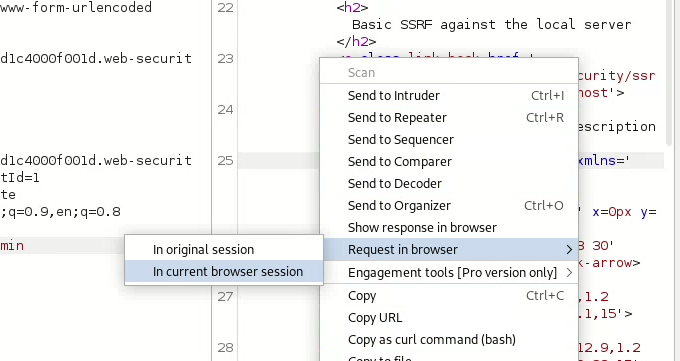 www-form-urlencoded
22
<h2>
Basic SSRF against the local server
</h2>
d1c4000f001d.web-securit
23
Scan
Send to Intruder Ctrl+I
ost'>
24
Send to Repeater Ctrl+R
escription
Send to Sequencer
d1c4000f001d.web-securit
25
Send to Comparer
xmlns='
tId=1
Send to Decoder
te
;q=0.9,en;q=0.8
Send to Organizer Ctrl+O
' x=0px y=
Show response in browser
min
In original session
Request in browser
30'
In current browser session
Engagement tools [Pro version only]
k-arrow>
27
Copy Ctrl+C
,1.2
Copy URL
.1,15'>
Copy as curl command (bash)
28
12.9,1.2
Copy to file